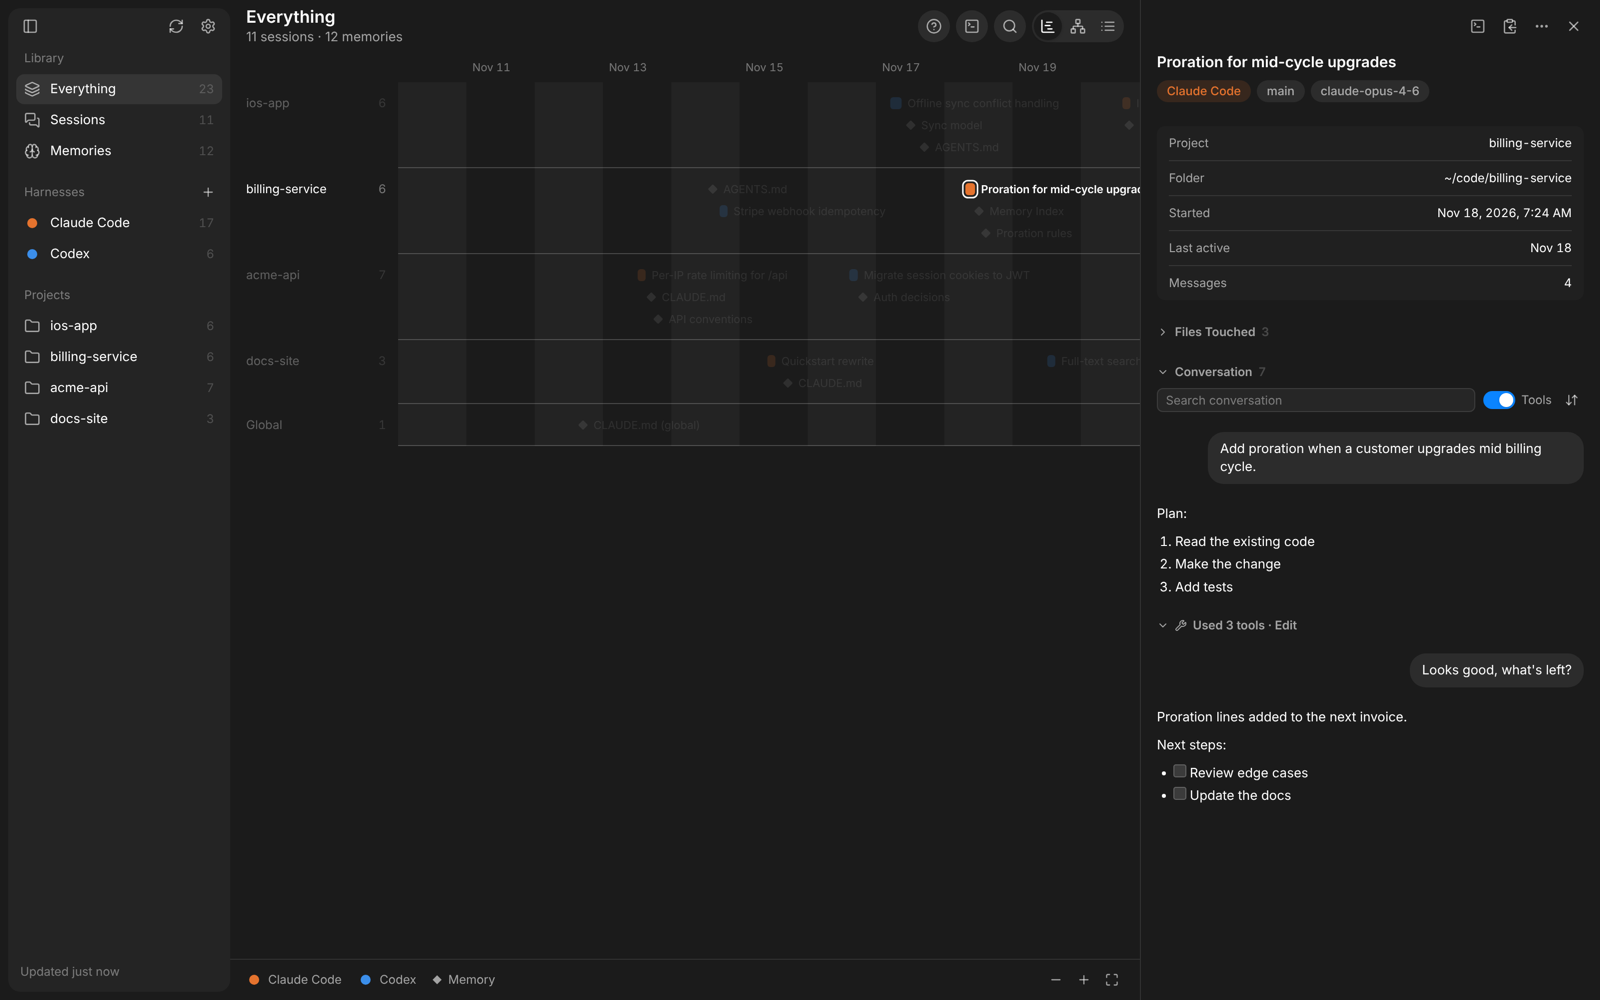 Library
Everything 23
Sessions 11
Memories 12
Harnesses
Claude Code 17
Codex 6
Projects
ios-app 6
billing-service 6
acme-api 7
docs-site 3
Updated just now
Everything
11 sessions · 12 memories
Nov 11 Nov 13 Nov 15 Nov 17 Nov 19
ios-app 6
Offline sync conflict handling
Sync model
AGENTS.md
billing-service 6
AGENTS.md
Proration for mid-cycle upgrad
Stripe webhook idempotency
Memory Index
Proration rules
acme-api 7
Per-IP rate limiting for /api
Migrate session cookies to JWT
CLAUDE.md
Auth decisions
API conventions
docs-site 3
Quickstart rewrite
Full-text search
CLAUDE.md
Global 1
CLAUDE.md (global)
Claude Code Codex Memory
Proration for mid-cycle upgrades
Claude Code main claude-opus-4-6
Project billing-service
Folder ~/code/billing-service
Started Nov 18, 2026, 7:24 AM
Last active Nov 18
Messages 4
Files Touched 3
Conversation 7
Search conversation Tools
Add proration when a customer upgrades mid billing
cycle.
Plan:
1. Read the existing code
2. Make the change
3. Add tests
Used 3 tools · Edit
Looks good, what's left?
Proration lines added to the next invoice.
Next steps:
• Review edge cases
• Update the docs